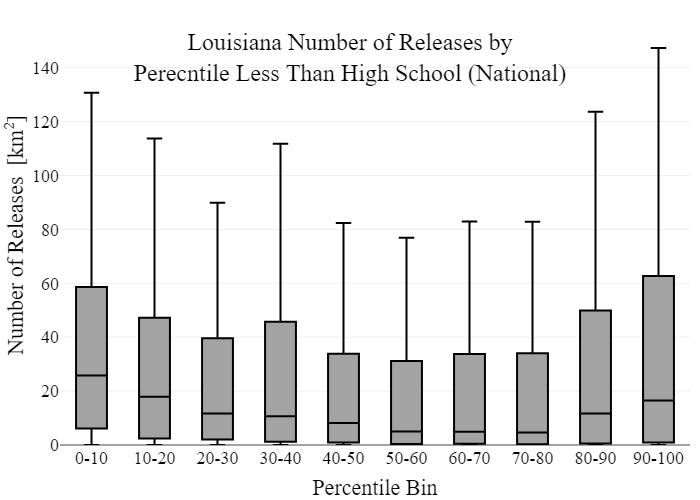 Louisiana Number of Releases by
Perecntile Less Than High School (National)
Number of Releases [km²]
140
120
100
80
60
40
20
0
0-10 10-20 20-30 30-40 40-50 50-60 60-70 70-80 80-90 90-100
Percentile Bin